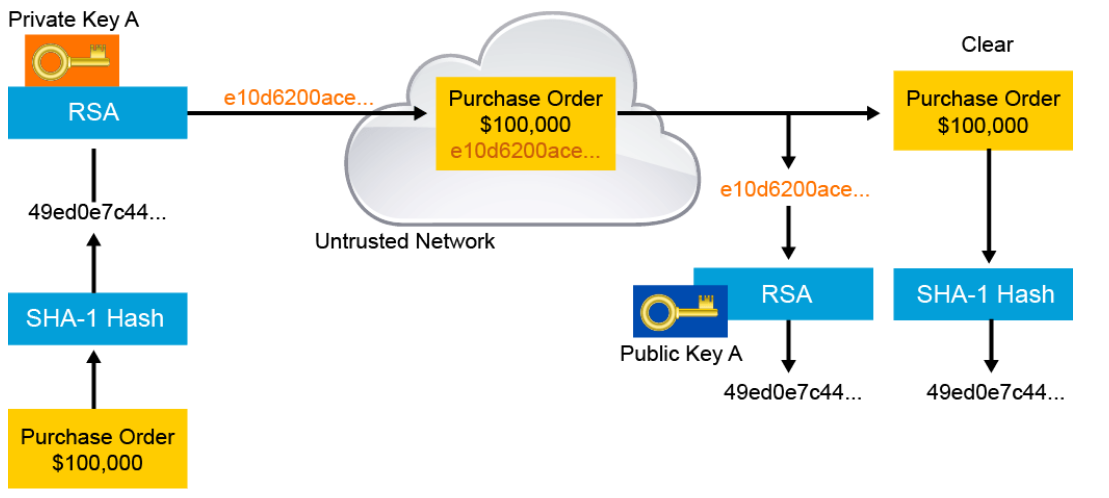 Private Key A
RSA
e10d6200ace...
49ed0e7c44...
SHA-1 Hash
Purchase Order
$100,000
Purchase Order
$100,000
e10d6200ace...
Untrusted Network
Clear
Purchase Order
$100,000
e10d6200ace...
RSA
Public Key A
49ed0e7c44...
SHA-1 Hash
49ed0e7c44...